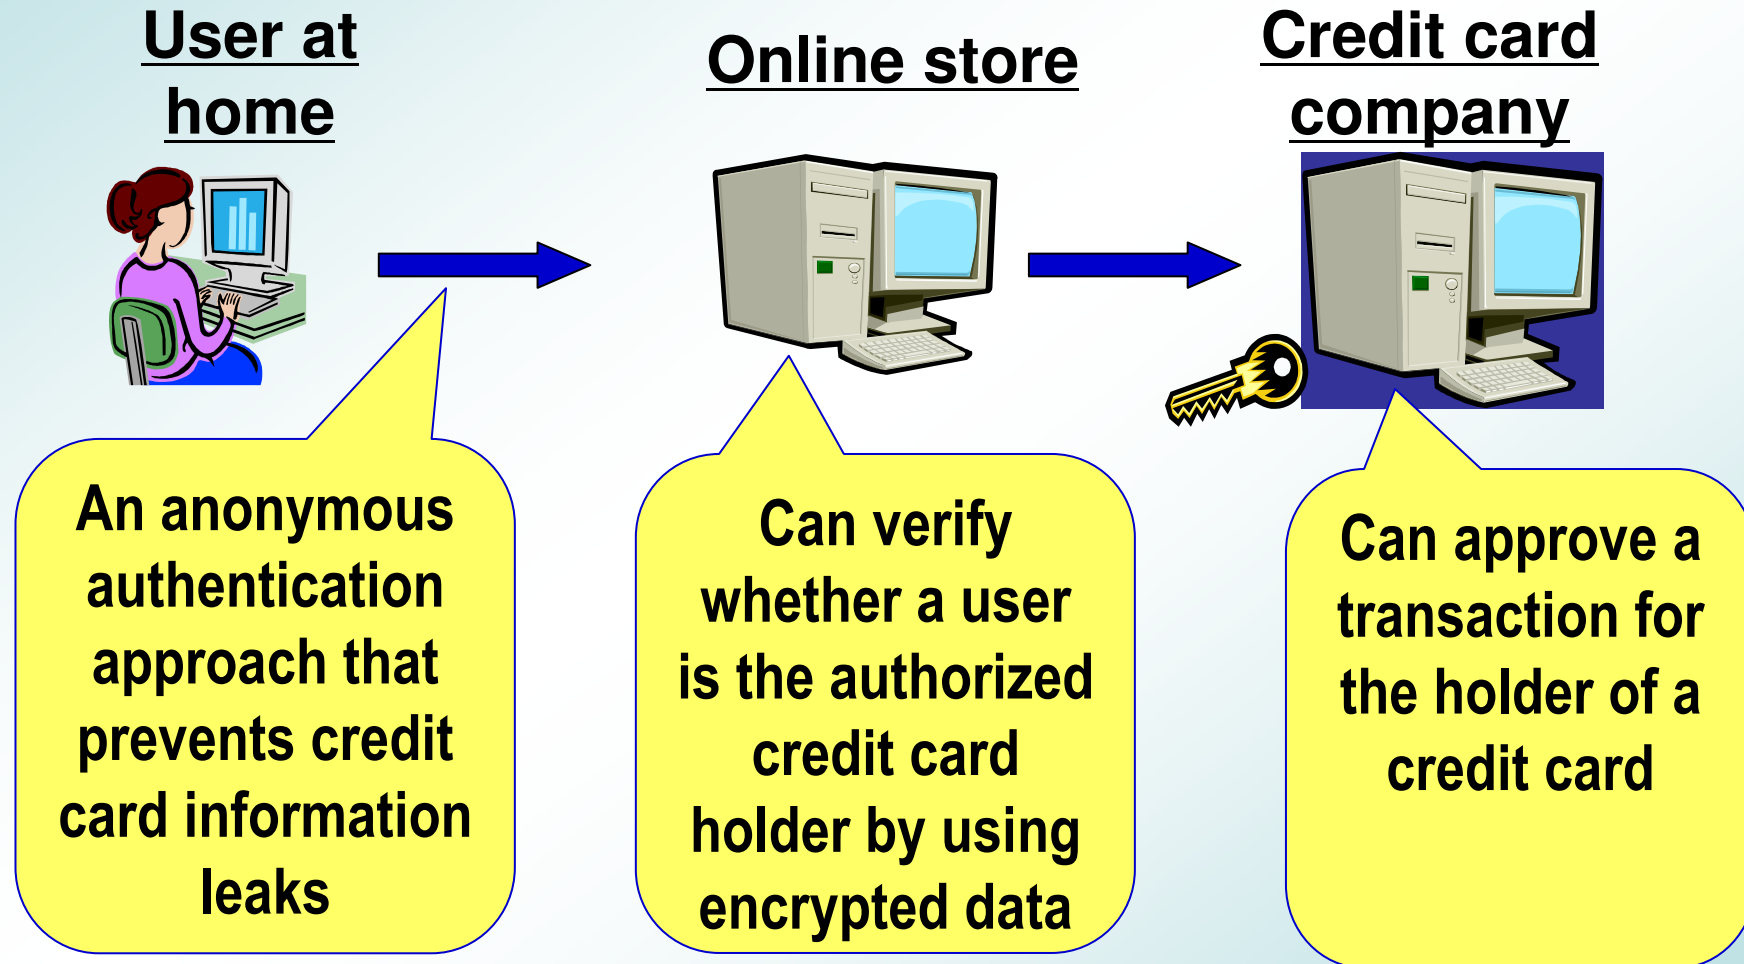 User at
home
Online store
Credit card
company
An anonymous
authentication
approach that
prevents credit
card information
leaks
Can verify
whether a user
is the authorized
credit card
holder by using
encrypted data
Can approve a
transaction for
the holder of a
credit card